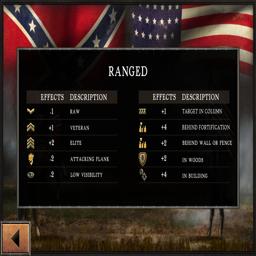 RANGED
EFFECTS DESCRIPTION EFFECTS DESCRIPTION
-1 RAW +1 TARGET IN COLUMN
+1 VETERAN +4 BEHIND FORTIFICATION
+2 ELITE +2 BEHIND WALL OR FENCE
-2 ATTACKING FLANK +2 IN WOODS
-2 LOW VISIBILITY +4 IN BUILDING